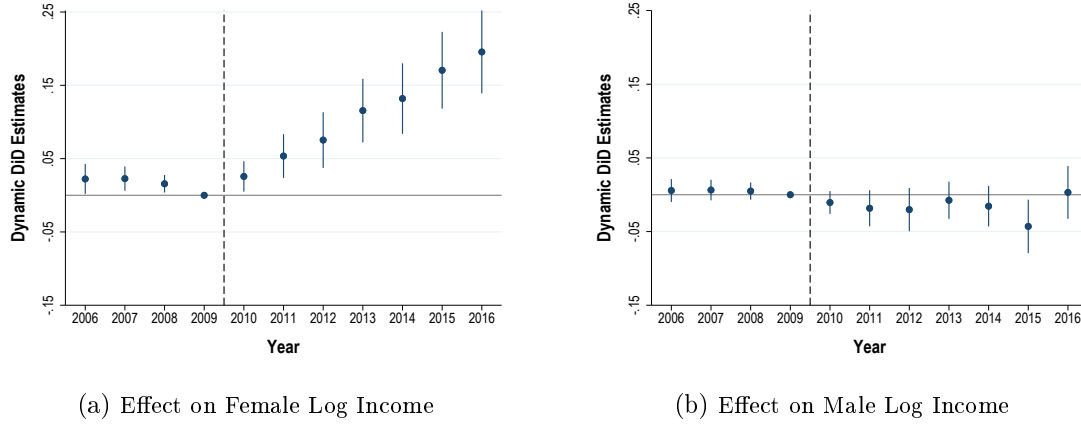 Dynamic DiD Estimates
.25
.15
.05
-.05
-.15
2006 2007 2008 2009 2010 2011 2012 2013 2014 2015 2016
Year
(a) Effect on Female Log Income
Dynamic DiD Estimates
.25
.15
.05
-.05
-.15
2006 2007 2008 2009 2010 2011 2012 2013 2014 2015 2016
Year
(b) Effect on Male Log Income